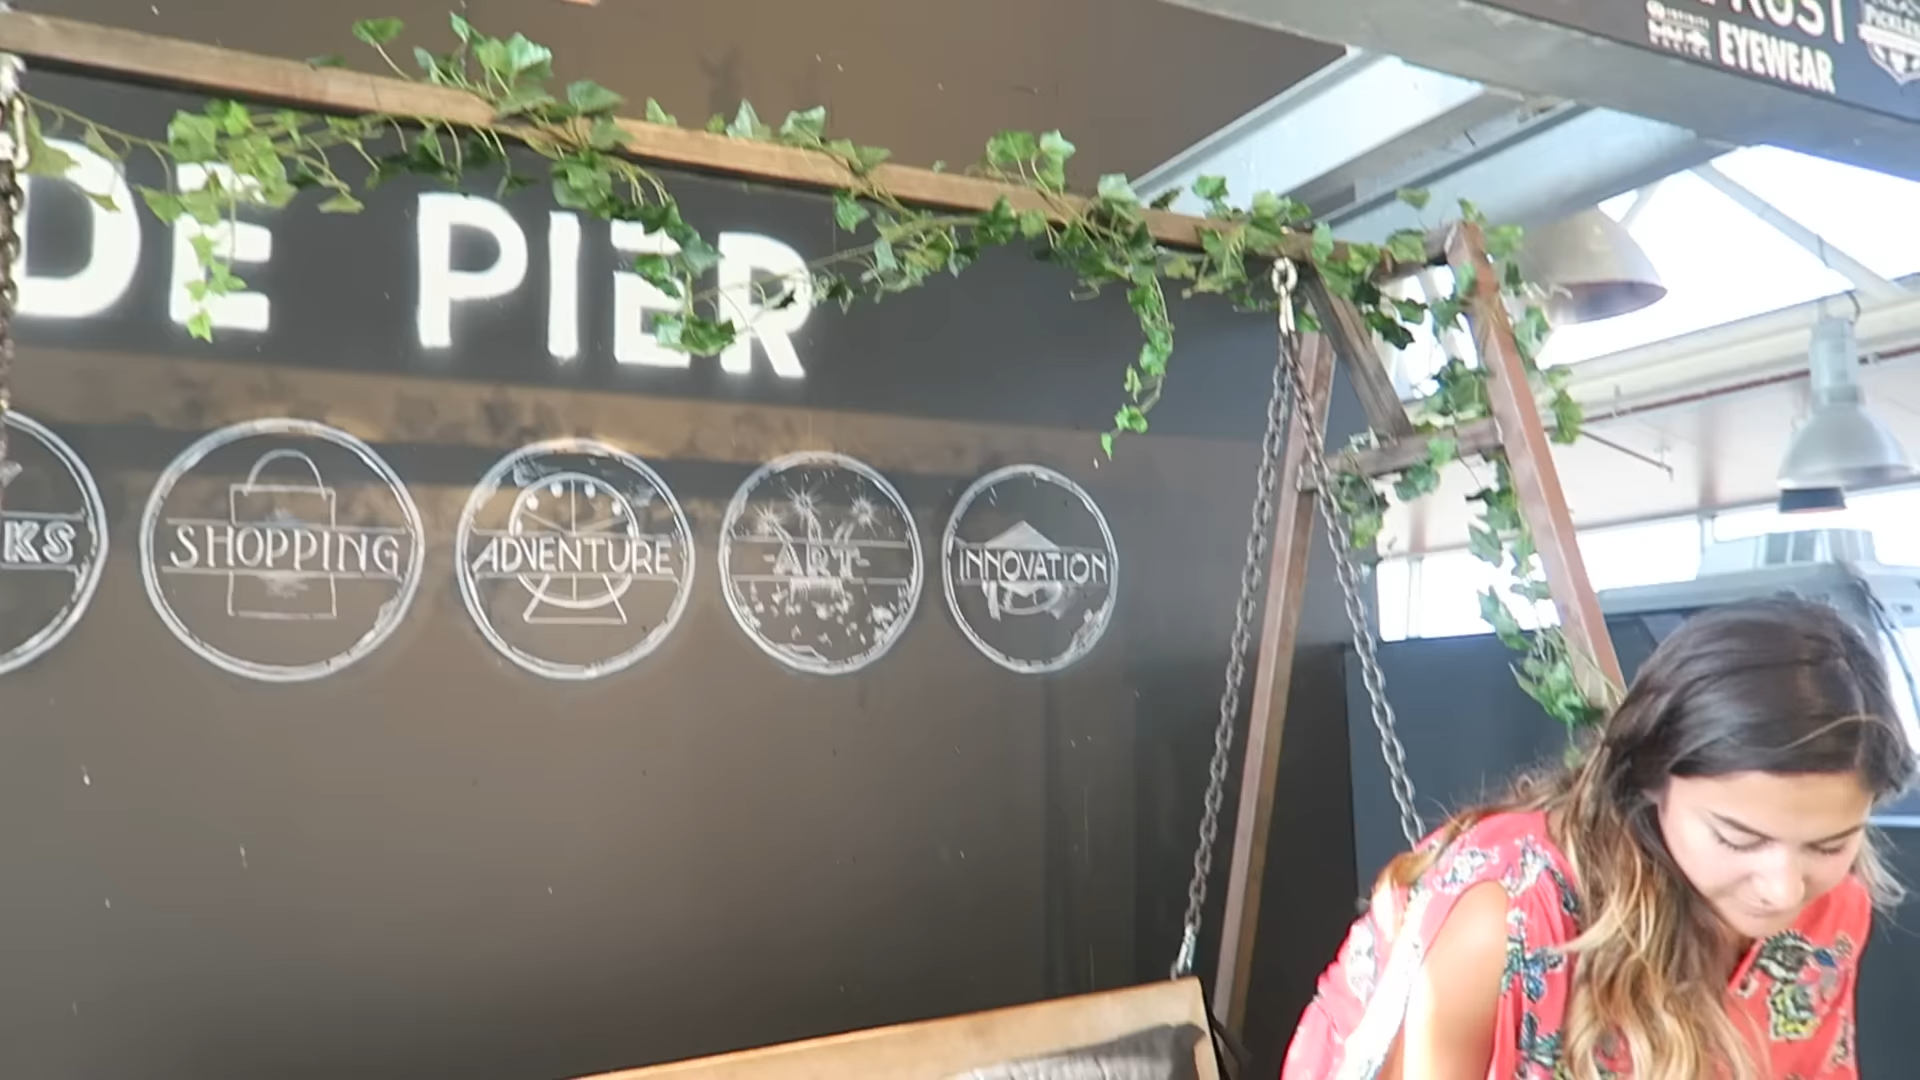 EYEWEAR
DE PIER
KS
SHOPPING
ADVENTURE
-ART-
INNOVATION